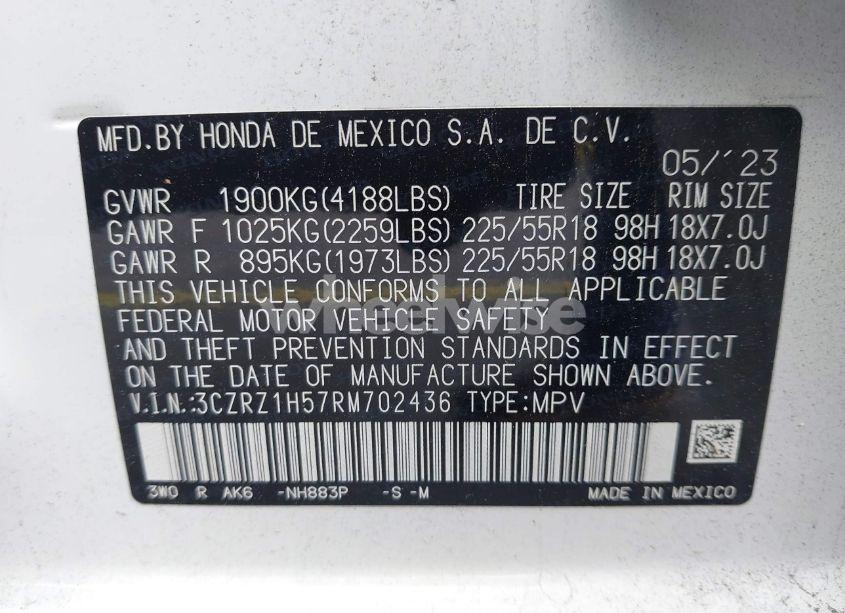 MFD.BY HONDA DE MEXICO S.A. DE C.V.
05/'23
GVWR 1900KG(4188LBS) TIRE SIZE RIM SIZE
GAWR F 1025KG(2259LBS) 225/55R18 98H 18X7.0J
GAWR R 895KG(1973LBS) 225/55R18 98H 18X7.0J
THIS VEHICLE CONFORMS TO ALL APPLICABLE
FEDERAL MOTOR VEHICLE SAFETY
wheelwise
AND THEFT PREVENTION STANDARDS IN EFFECT
ON THE DATE OF MANUFACTURE SHOWN ABOVE.
V.I.N.:3CZRZ1H57RM702436 TYPE:MPV
3W0 R AK6 -NH883P -S -M MADE IN MEXICO